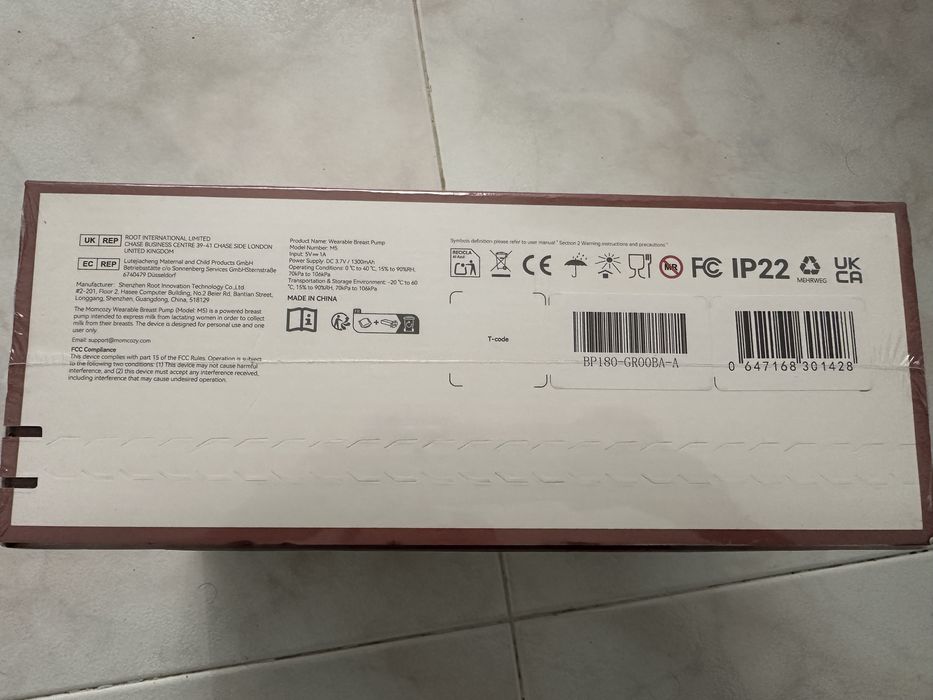 UK REP
ROOT INTERNATIONAL LIMITED
CHASE BUSINESS CENTRE 39-41 CHASE SIDE LONDON
UNITED KINGDOM
EC REP
Lutejiacheng Maternal and Child Products GmbH
Betriebsstätte c/o Sonnenberg Services GmbHSternstraße
6740479 Düsseldorf
Manufacturer: Shenzhen Root Innovation Technology Co.,Ltd.
#2-201, Floor 2, Hasee Computer Building, No.2 Beier Rd, Bantian Street,
Longgang, Shenzhen, Guangdong, China, 518129
The Momcozy Wearable Breast Pump (Model: M5) is a powered breast
pump intended to express milk from lactating women in order to collect
milk from their breasts. The device is designed for personal use and one
user only.
Email: support@momcozy.com
FCC Compliance
This device complies with part 15 of the FCC Rules. Operation is subject
to the following two conditions: (1) This device may not cause harmful
interference, and (2) this device must accept any interference received,
including interference that may cause undesired operation.
Product Name: Wearable Breast Pump
Model Number: M5
Input: 5V⎓1A
Power Supply: DC 3.7V / 1300mAh
Operating Conditions: 0 °C to 40 °C, 15% to 90%RH,
70kPa to 106kPa
Transportation & Storage Environment: -20 °C to 60
°C, 15% to 90%RH, 70kPa to 106kPa
MADE IN CHINA
FR
Symbols definition please refer to user manual " Section 2 Warning instructions and precautions"
RECICLA
Al Azul
CE
MR
FC
IP22
MEHRWEG
UK
CA
T-code
BP180-GR00BA-A
0 647168 301428